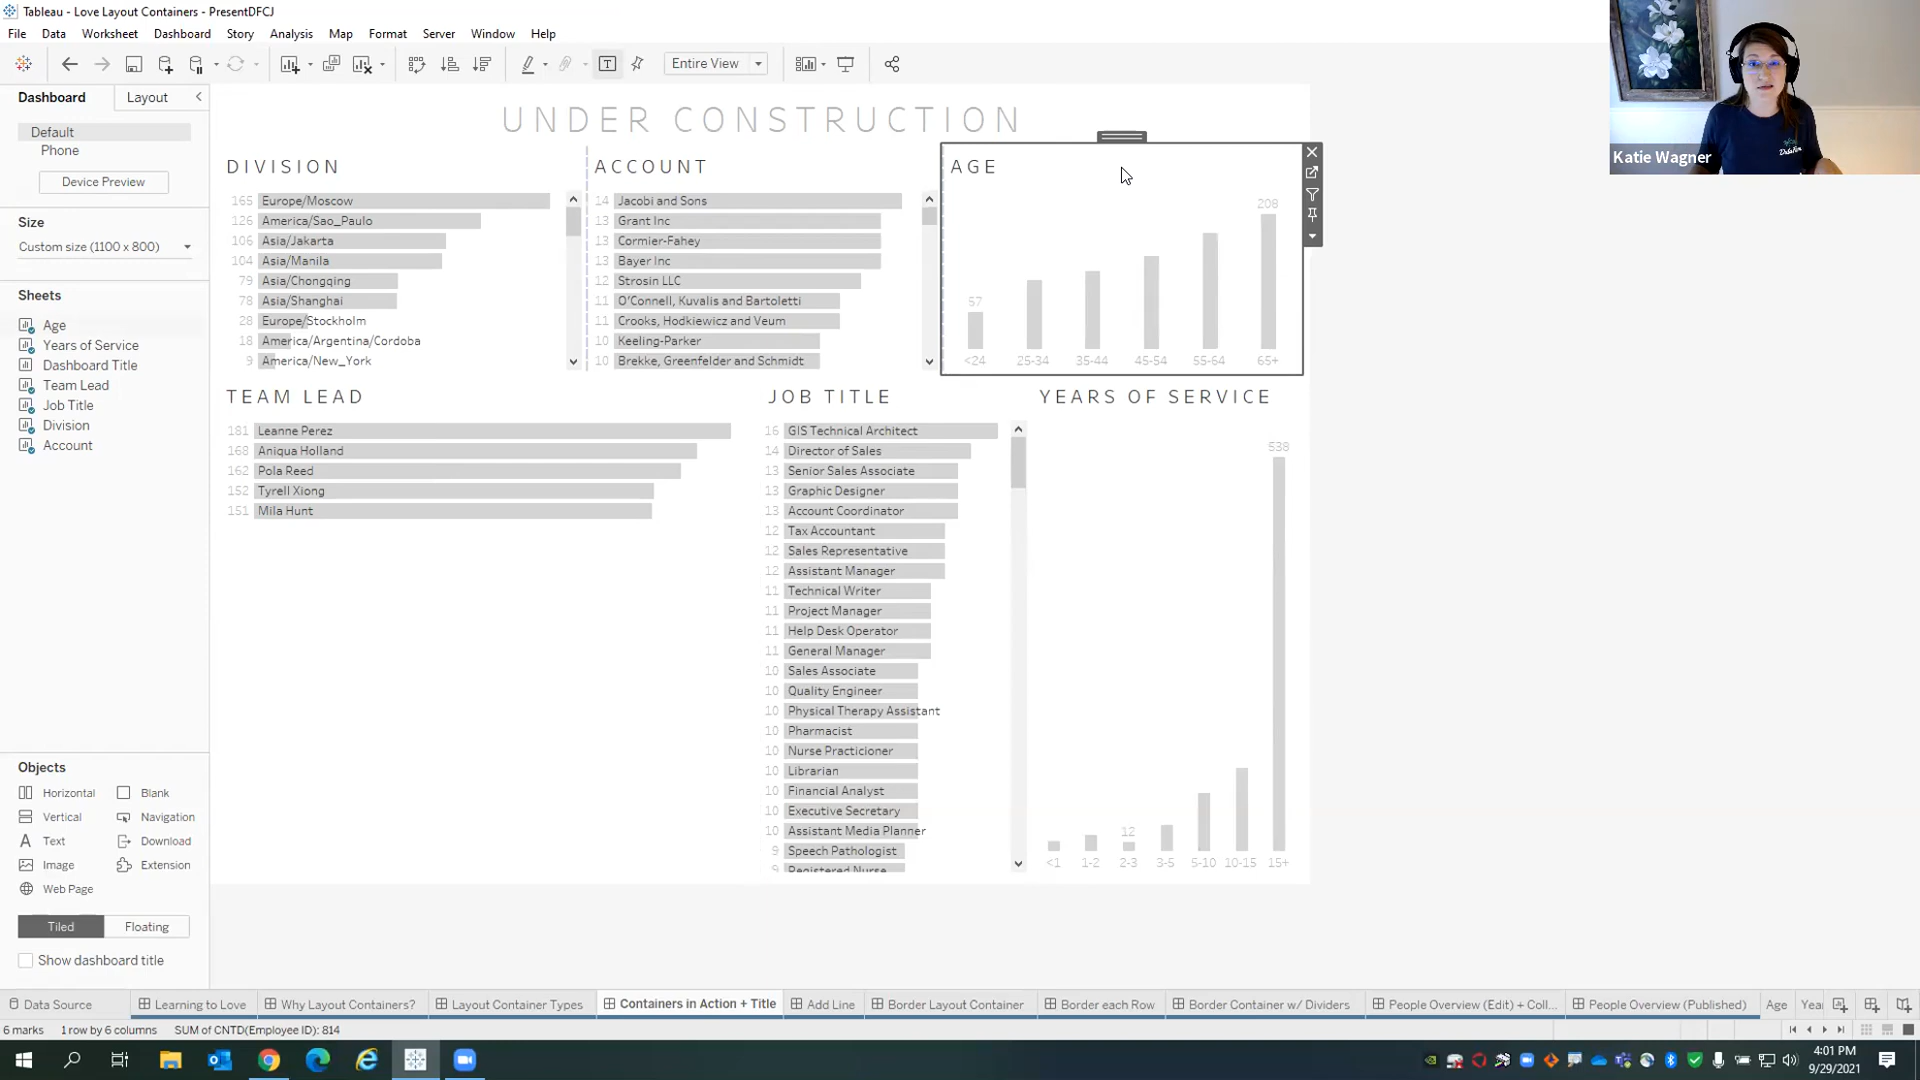 Tableau - Love Layout Containers - PresentDFCJ
File Data Worksheet Dashboard Story Analysis Map Format Server Window Help
Entire View
Katie Wagner
Dashboard Layout
Default
Phone
Device Preview
Size
Custom size (1100 x 800)
Sheets
Age
Years of Service
Dashboard Title
Team Lead
Job Title
Division
Account
Objects
Horizontal Blank
Vertical Navigation
Text Download
Image Extension
Web Page
Tiled Floating
Show dashboard title
UNDER CONSTRUCTION
DIVISION
165 Europe/Moscow
126 America/Sao_Paulo
106 Asia/Jakarta
104 Asia/Manila
79 Asia/Chongqing
78 Asia/Shanghai
28 Europe/Stockholm
18 America/Argentina/Cordoba
9 America/New_York
ACCOUNT
14 Jacobi and Sons
13 Grant Inc
13 Cormier-Fahey
13 Bayer Inc
12 Strosin LLC
11 O'Connell, Kuvalis and Bartoletti
11 Crooks, Hodkiewicz and Veum
10 Keeling-Parker
10 Brekke, Greenfelder and Schmidt
AGE
57 208
<24 25-34 35-44 45-54 55-64 65+
TEAM LEAD
181 Leanne Perez
168 Aniqua Holland
162 Pola Reed
152 Tyrell Xiong
151 Mila Hunt
JOB TITLE
16 GIS Technical Architect
14 Director of Sales
13 Senior Sales Associate
13 Graphic Designer
13 Account Coordinator
12 Tax Accountant
12 Sales Representative
12 Assistant Manager
11 Technical Writer
11 Project Manager
11 Help Desk Operator
11 General Manager
10 Sales Associate
10 Quality Engineer
10 Physical Therapy Assistant
10 Pharmacist
10 Nurse Practicioner
10 Librarian
10 Financial Analyst
10 Executive Secretary
10 Assistant Media Planner
9 Speech Pathologist
9 Registered Nurse
YEARS OF SERVICE
538
12
<1 1-2 2-3 3-5 5-10 10-15 15+
Data Source Learning to Love Why Layout Containers? Layout Container Types Containers in Action + Title Add Line Border Layout Container Border each Row Border Container w/ Dividers People Overview (Edit) + Coll... People Overview (Published) Age Yea
6 marks 1 row by 6 columns SUM of CNTD(Employee ID): 814
4:01 PM
9/29/2021